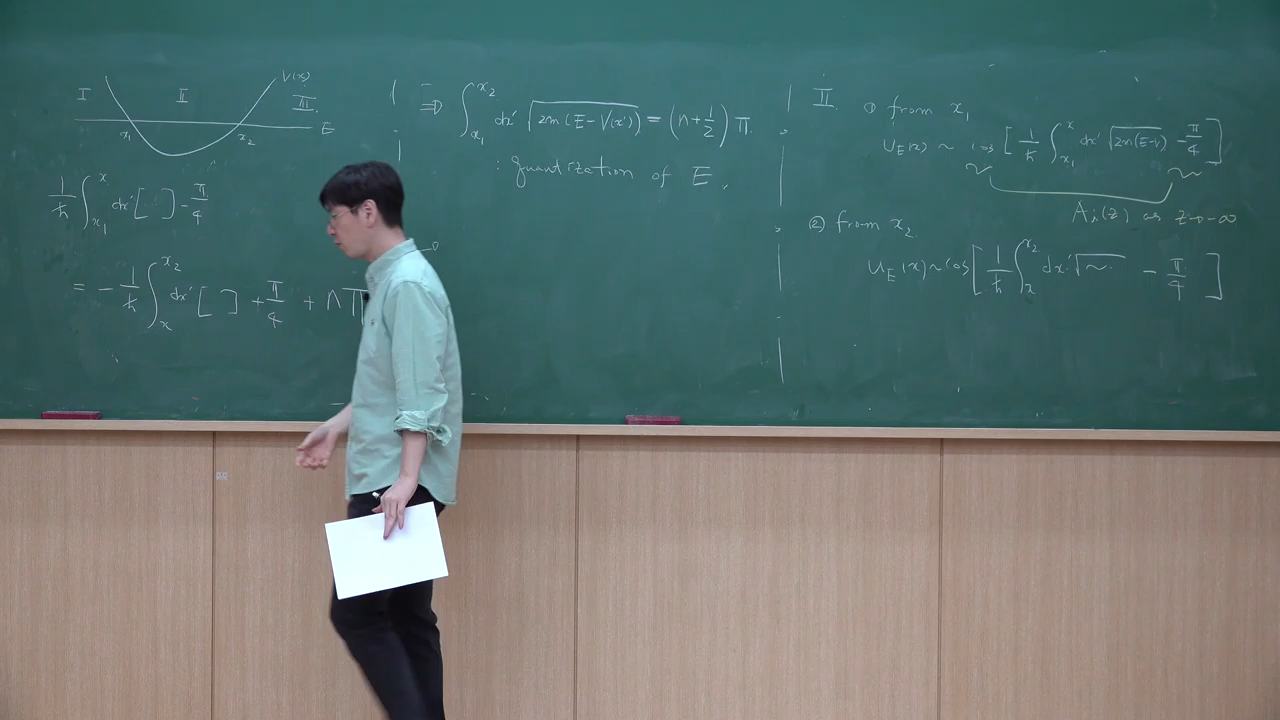 I II V(x) III
x₁ x₂ E
1/ħ ∫_{x₁}^{x} dx' [ ] - π/4
= - 1/ħ ∫_{x}^{x₂} dx' [ ] + π/4 + nπ
⇒ ∫_{x₁}^{x₂} dx' √(2m(E-V(x'))) = (n+1/2) π.
: quantization of E.
II. ① from x₁
U_E(x) ~ cos [ 1/ħ ∫_{x₁}^{x} dx' √(2m(E-V)) - π/4 ]
Ai(z) as z→-∞
② from x₂
U_E(x) ~ cos [ 1/ħ ∫_{x}^{x₂} dx' √~ - π/4 ]